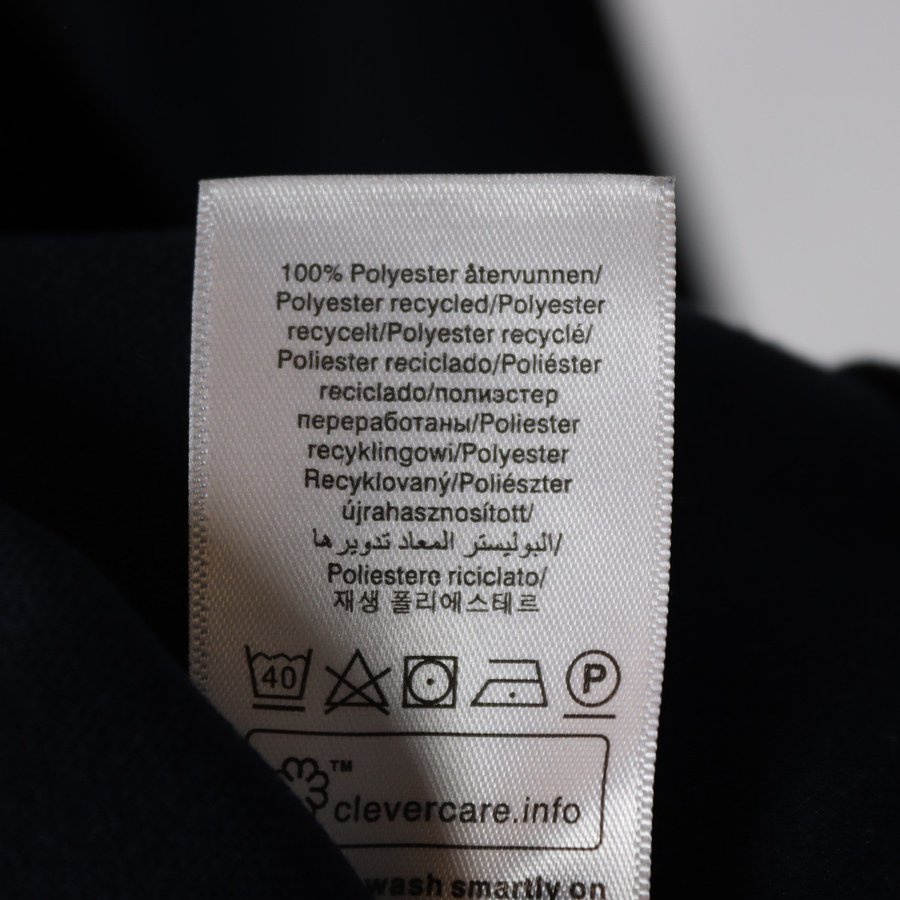 100% Polyester återvunnen/
Polyester recycled/Polyester
recycelt/Polyester recyclé/
Poliester reciclado/Poliéster
reciclado/полиэстер
переработаны/Poliester
recyklingowi/Polyester
Recyklovaný/Poliészter
újrahasznosított/
البوليستر المعاد تدويرها/
Poliestere riciclato/
재생 폴리에스테르
40 P
TM
clevercare.info
wash smartly on